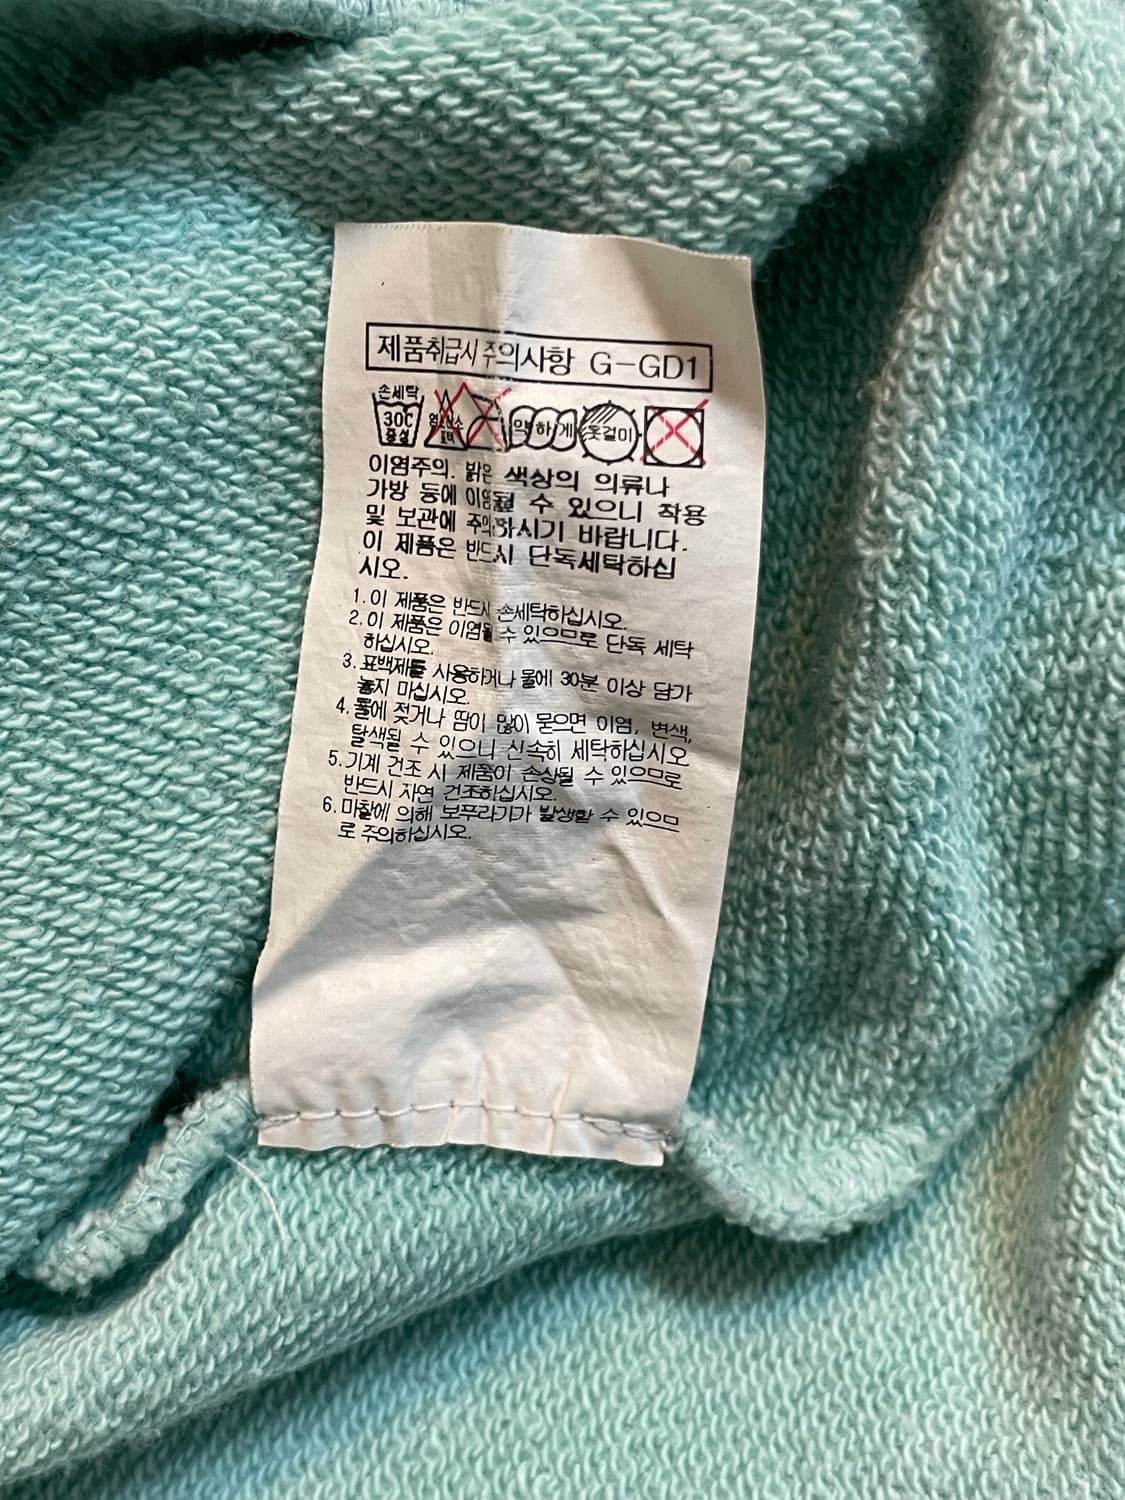 제품취급시 주의사항 G-GD1
손세탁
30C 약하게 옷걸이
중성
이염주의. 밝은 색상의 의류나
가방 등에 이염될 수 있으니 착용
및 보관에 주의하시기 바랍니다.
이 제품은 반드시 단독세탁하십
시오.
1.이 제품은 반드시 손세탁하십시오.
2.이 제품은 이염될 수 있으므로 단독 세탁
하십시오.
3.표백제를 사용하거나 물에 30분 이상 담가
놓지 마십시오.
4.물에 젖거나 땀이 많이 묻으면 이염, 변색,
탈색될 수 있으니 신속히 세탁하십시오
5.기계 건조 시 제품이 손상될 수 있으므로
반드시 자연 건조하십시오.
6.마찰에 의해 보푸라기가 발생할 수 있으므
로 주의하십시오.